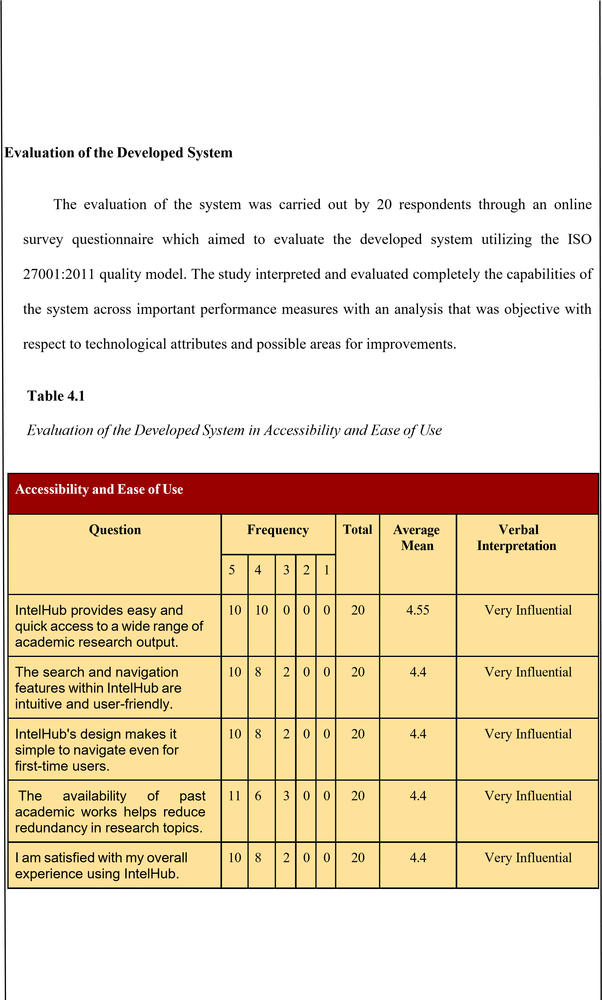 Evaluation of the Developed System
The evaluation of the system was carried out by 20 respondents through an online
survey questionnaire which aimed to evaluate the developed system utilizing the ISO
27001:2011 quality model. The study interpreted and evaluated completely the capabilities of
the system across important performance measures with an analysis that was objective with
respect to technological attributes and possible areas for improvements.
Table 4.1
Evaluation of the Developed System in Accessibility and Ease of Use
Accessibility and Ease of Use
Question Frequency Total Average Verbal
Mean Interpretation
5 4 3 2 1
IntelHub provides easy and 10 10 0 0 0 20 4.55 Very Influential
quick access to a wide range of
academic research output.
The search and navigation 10 8 2 0 0 20 4.4 Very Influential
features within IntelHub are
intuitive and user-friendly.
IntelHub's design makes it 10 8 2 0 0 20 4.4 Very Influential
simple to navigate even for
first-time users.
The availability of past 11 6 3 0 0 20 4.4 Very Influential
academic works helps reduce
redundancy in research topics.
I am satisfied with my overall 10 8 2 0 0 20 4.4 Very Influential
experience using IntelHub.